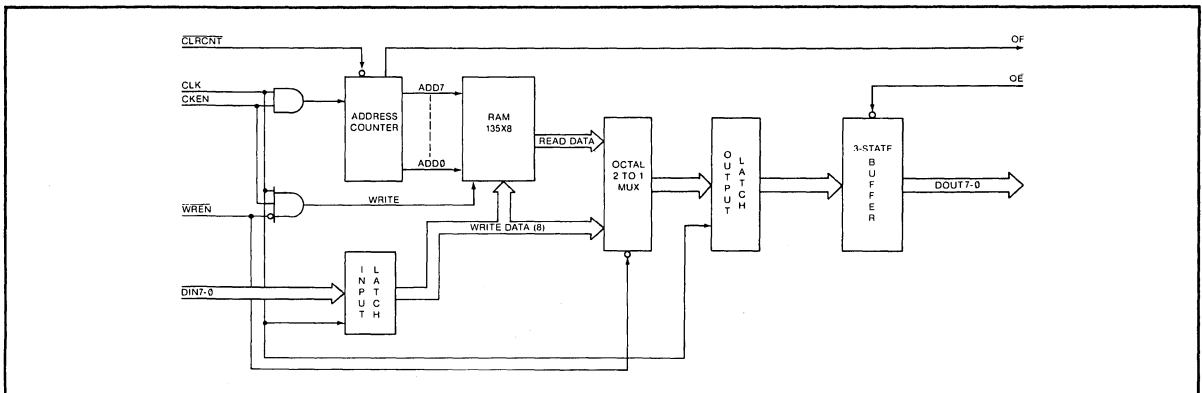 CLRCNT
OF
CLK
CKEN
OE
ADDRESS
COUNTER
ADD7
ADD0
RAM
135X8
READ DATA
OCTAL
2 TO 1
MUX
OUTPUT
LATCH
3-STATE
BUFFER
DOUT7-0
WREN
WRITE
WRITE DATA (8)
DIN7-0
INPUT
LATCH